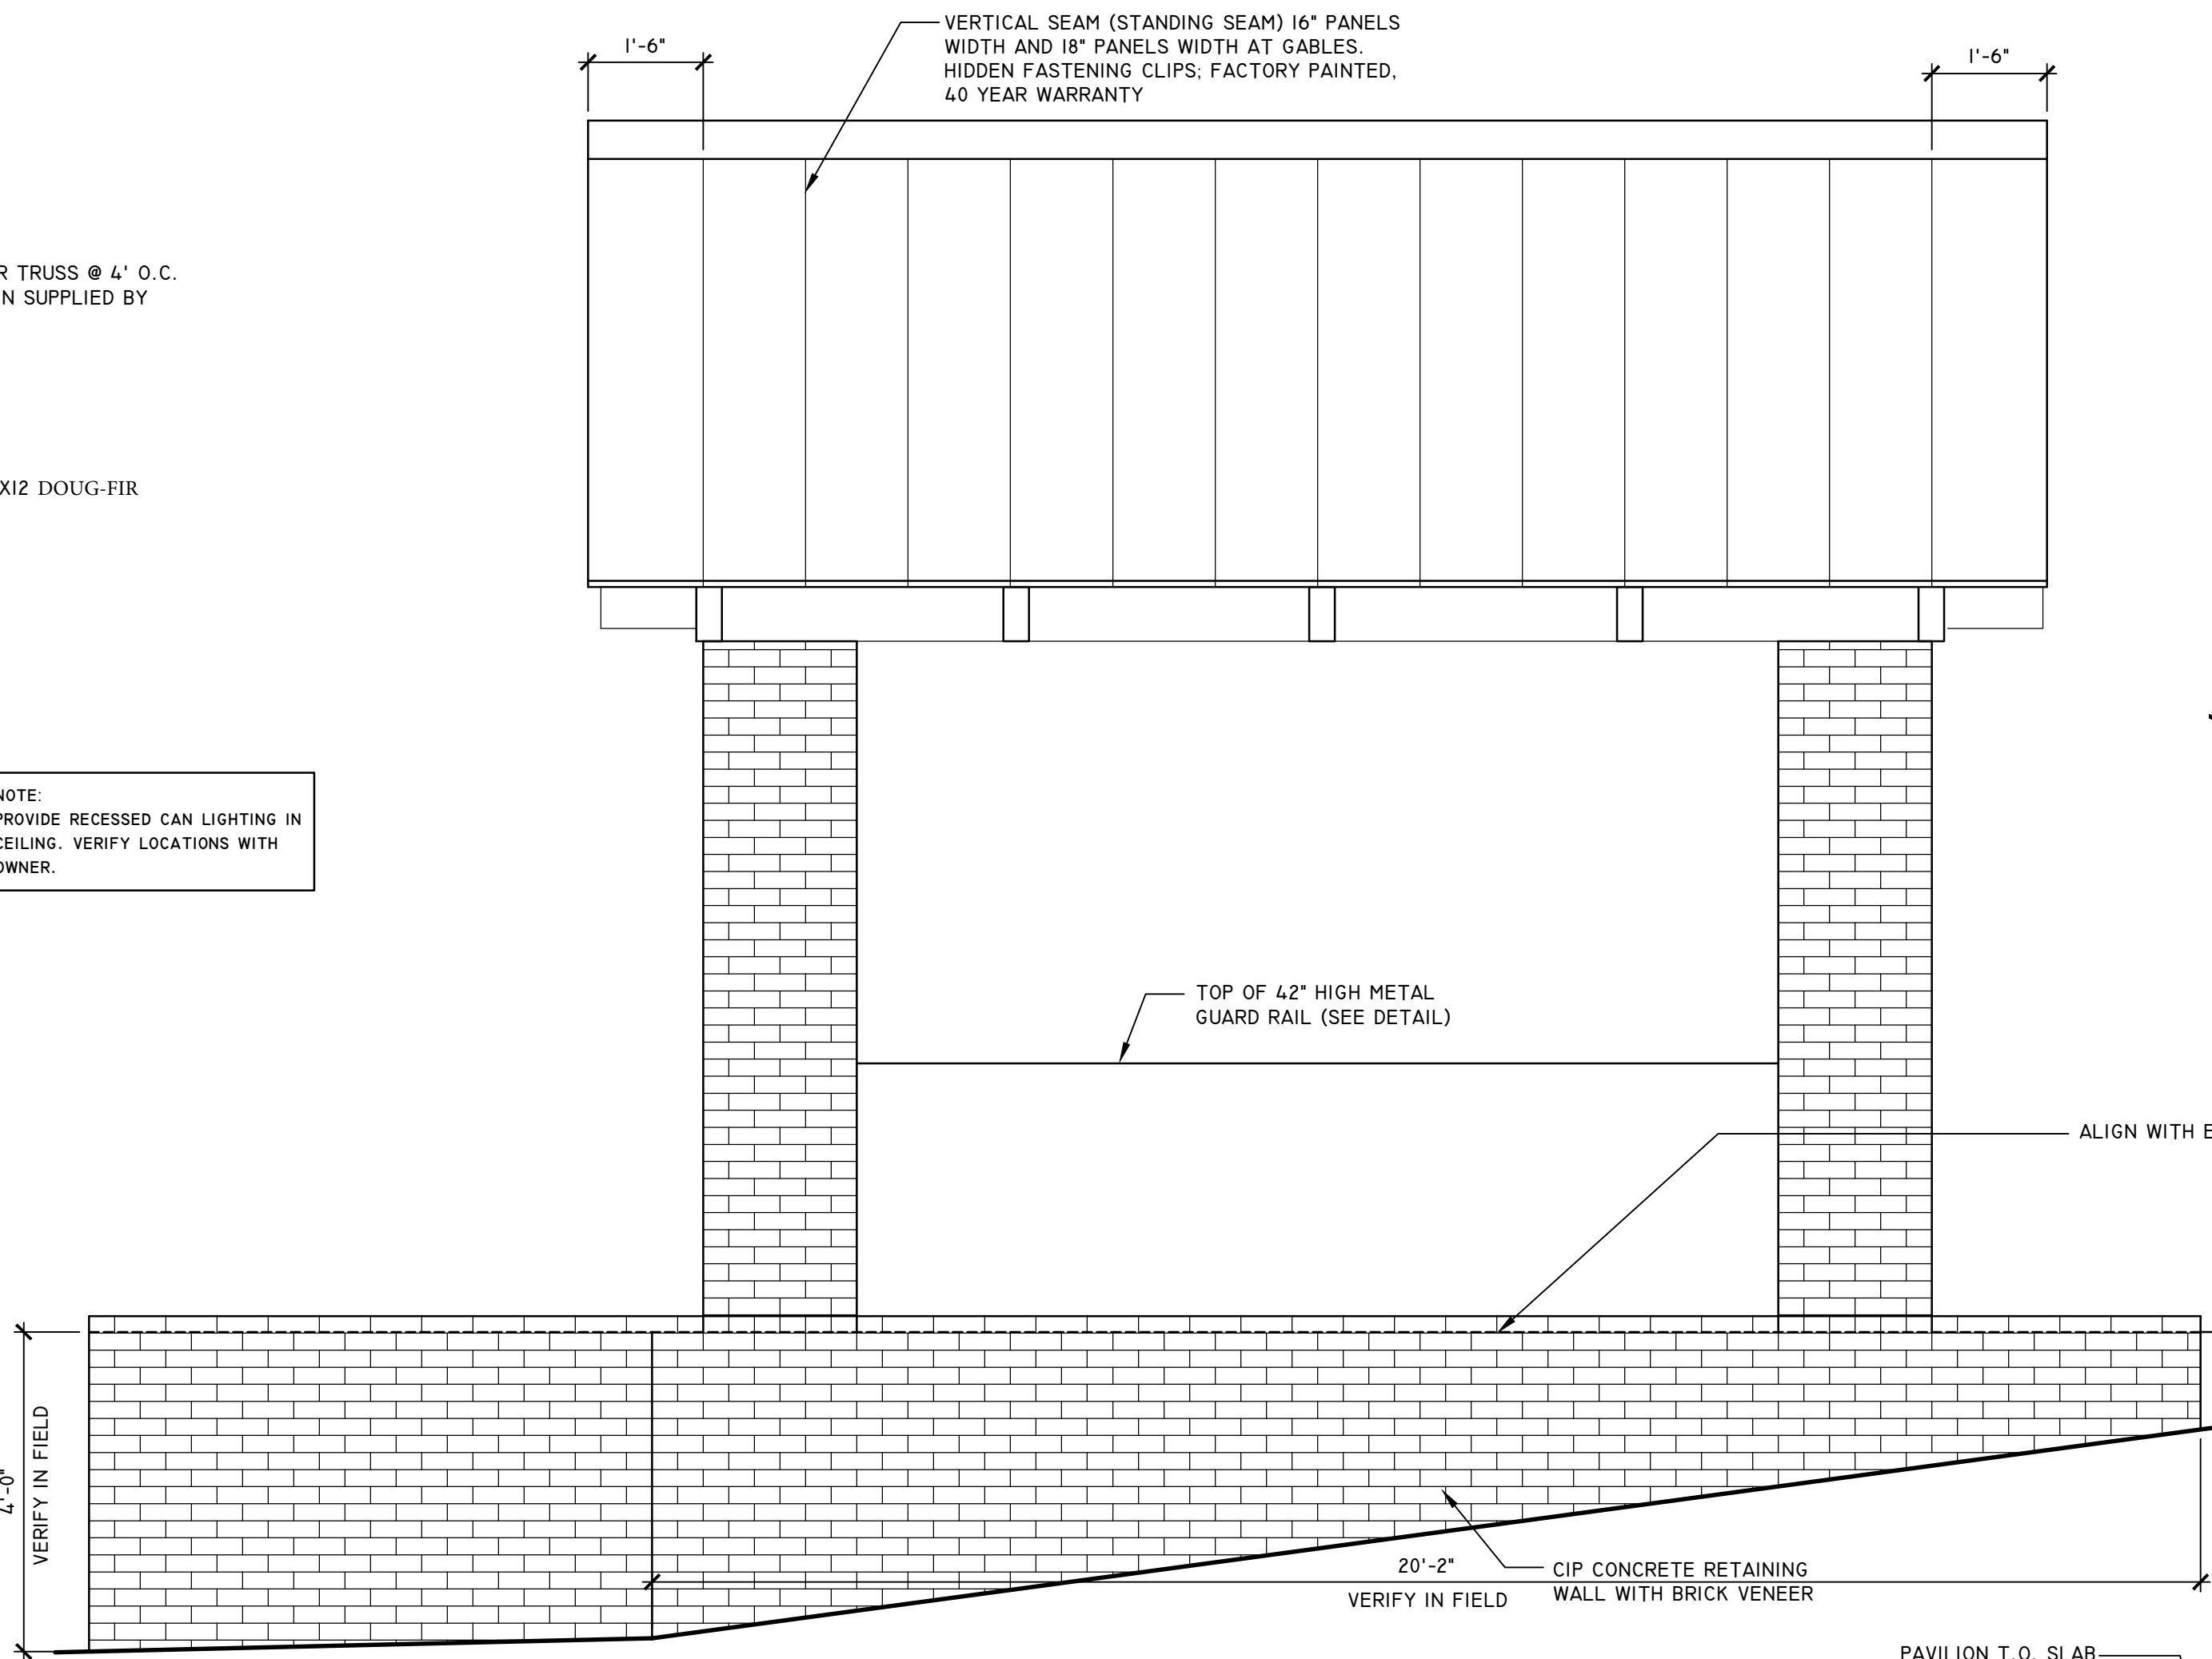 1'-6"
VERTICAL SEAM (STANDING SEAM) 16" PANELS
WIDTH AND 18" PANELS WIDTH AT GABLES.
HIDDEN FASTENING CLIPS; FACTORY PAINTED,
40 YEAR WARRANTY
1'-6"
R TRUSS @ 4' O.C.
N SUPPLIED BY
X12 DOUG-FIR
NOTE:
PROVIDE RECESSED CAN LIGHTING IN
CEILING. VERIFY LOCATIONS WITH
OWNER.
TOP OF 42" HIGH METAL
GUARD RAIL (SEE DETAIL)
ALIGN WITH E
4'-0"
VERIFY IN FIELD
20'-2"
VERIFY IN FIELD
CIP CONCRETE RETAINING
WALL WITH BRICK VENEER
PAVILION T.O. SLAB